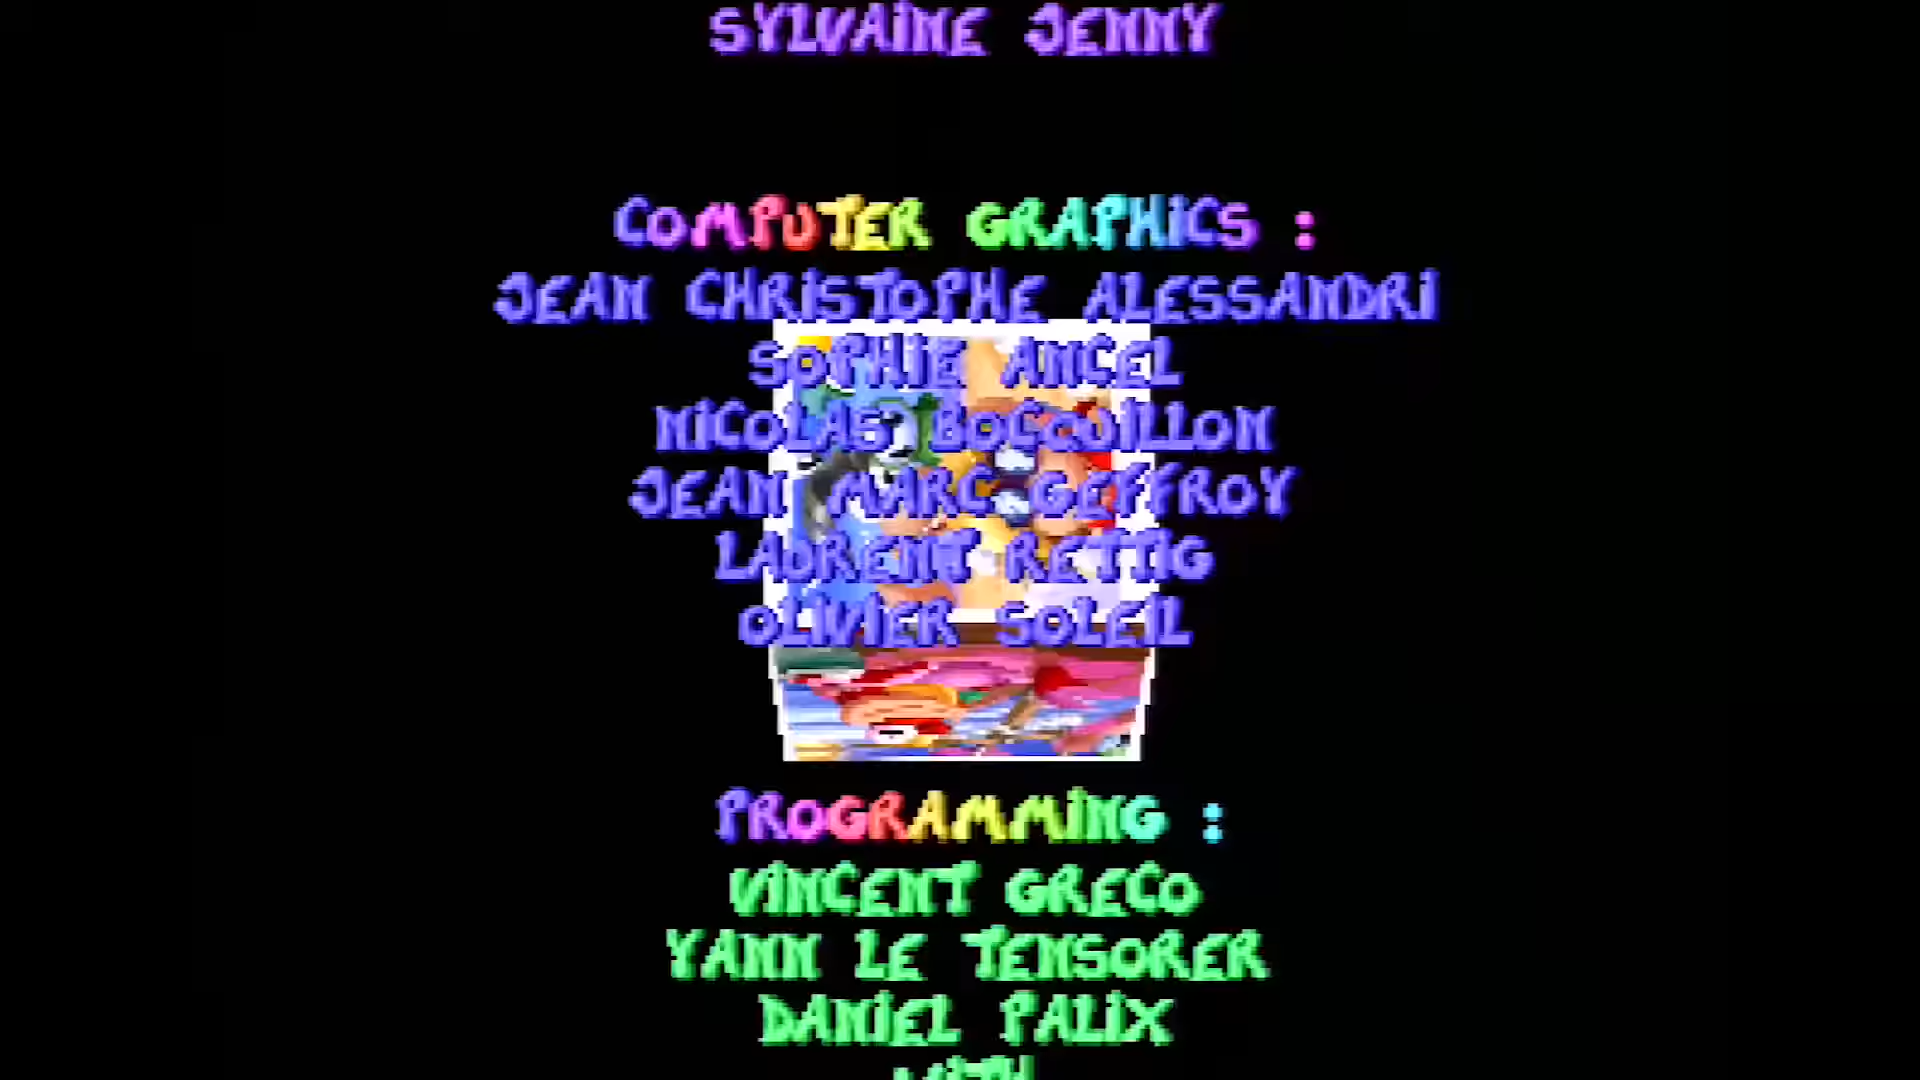 SYLVAiNE JENNY
COMPUTER GRAPHiCS :
JEAN CHRiSTOPHE ALESSANDRi
SOPHiE ANCEL
NiCOLAS BOCQUiLLON
JEAN MARC GEFFROY
LAURENT RETTiG
OLiViER SOLEiL
PROGRAMMiNG :
ViNCENT GRECO
YANN LE TENSORER
DANiEL PALiX